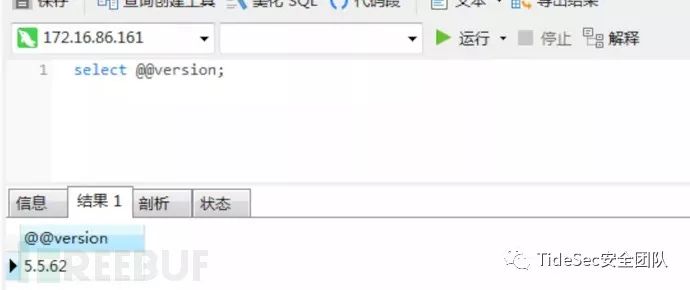 保存 查询创建工具 美化 SQL 代码段 文本 导出结果
172.16.86.161 运行 停止 解释
1 select @@version;
信息 结果 1 剖析 状态
@@version
5.5.62
REEBUF
TideSec安全团队